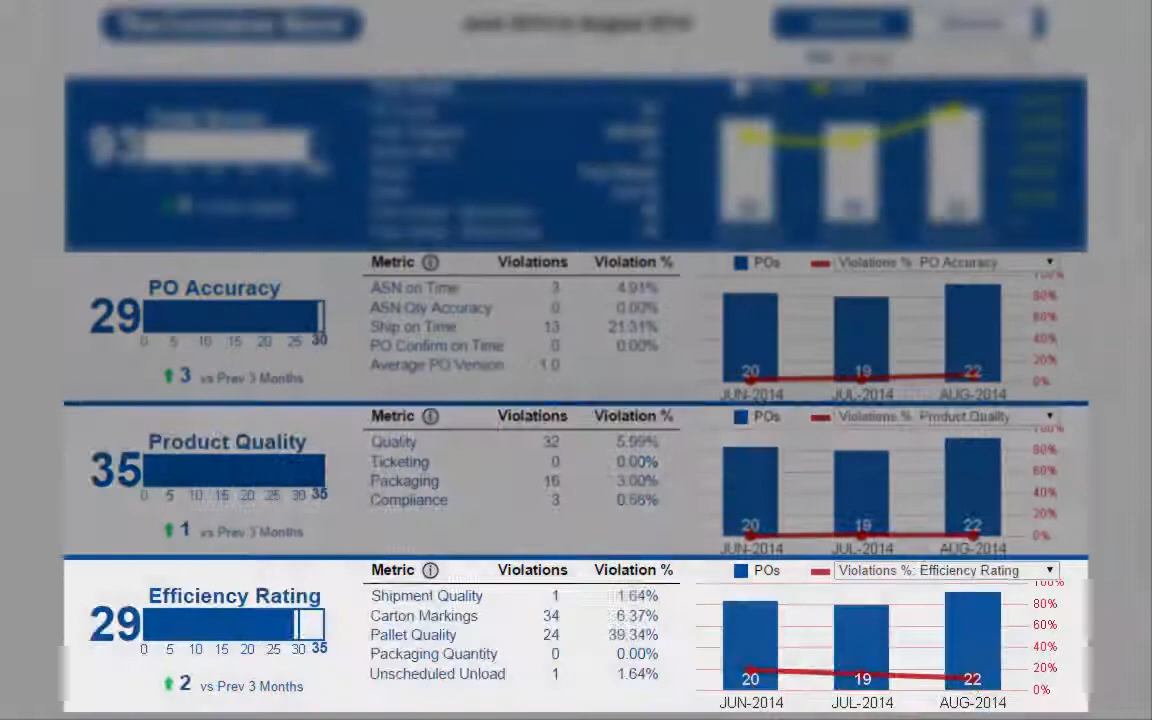 93
PO Accuracy
29
0 5 10 15 20 25 30
3 vs Prev 3 Months
Metric Violations Violation %
ASN on Time 3 4.91%
ASN Qty Accuracy 0 0.00%
Ship on Time 13 21.31%
PO Confirm on Time 0 0.00%
Average PO Version 1.0
POs Violations %: PO Accuracy
100%
80%
60%
40%
20%
0%
20 19 22
JUN-2014 JUL-2014 AUG-2014
Product Quality
35
0 5 10 15 20 25 30 35
1 vs Prev 3 Months
Metric Violations Violation %
Quality 32 5.99%
Ticketing 0 0.00%
Packaging 16 3.00%
Compliance 3 0.56%
POs Violations %: Product Quality
100%
80%
60%
40%
20%
0%
20 19 22
JUN-2014 JUL-2014 AUG-2014
Efficiency Rating
29
0 5 10 15 20 25 30 35
2 vs Prev 3 Months
Metric Violations Violation %
Shipment Quality 1 1.64%
Carton Markings 34 6.37%
Pallet Quality 24 39.34%
Packaging Quantity 0 0.00%
Unscheduled Unload 1 1.64%
POs Violations %: Efficiency Rating
100%
80%
60%
40%
20%
0%
20 19 22
JUN-2014 JUL-2014 AUG-2014